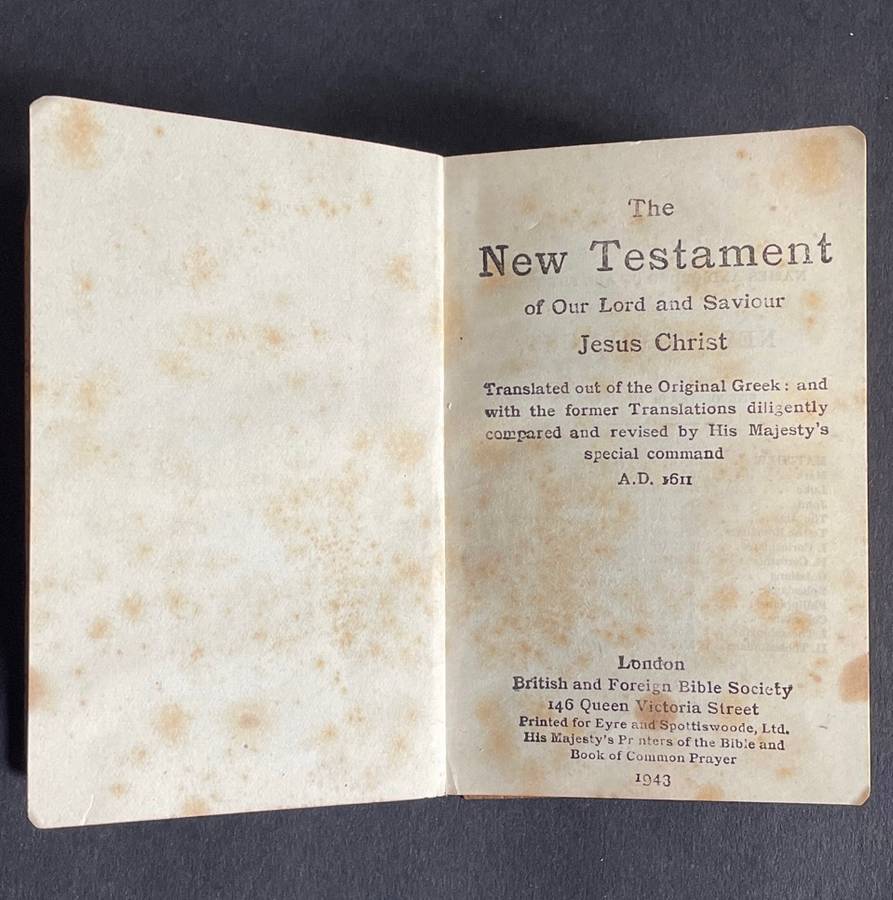 The
New Testament
of Our Lord and Saviour
Jesus Christ
Translated out of the Original Greek: and
with the former Translations diligently
compared and revised by His Majesty's
special command
A.D. 1611
London
British and Foreign Bible Society
146 Queen Victoria Street
Printed for Eyre and Spottiswoode, Ltd.
His Majesty's Pr nters of the Bible and
Book of Common Prayer
1943